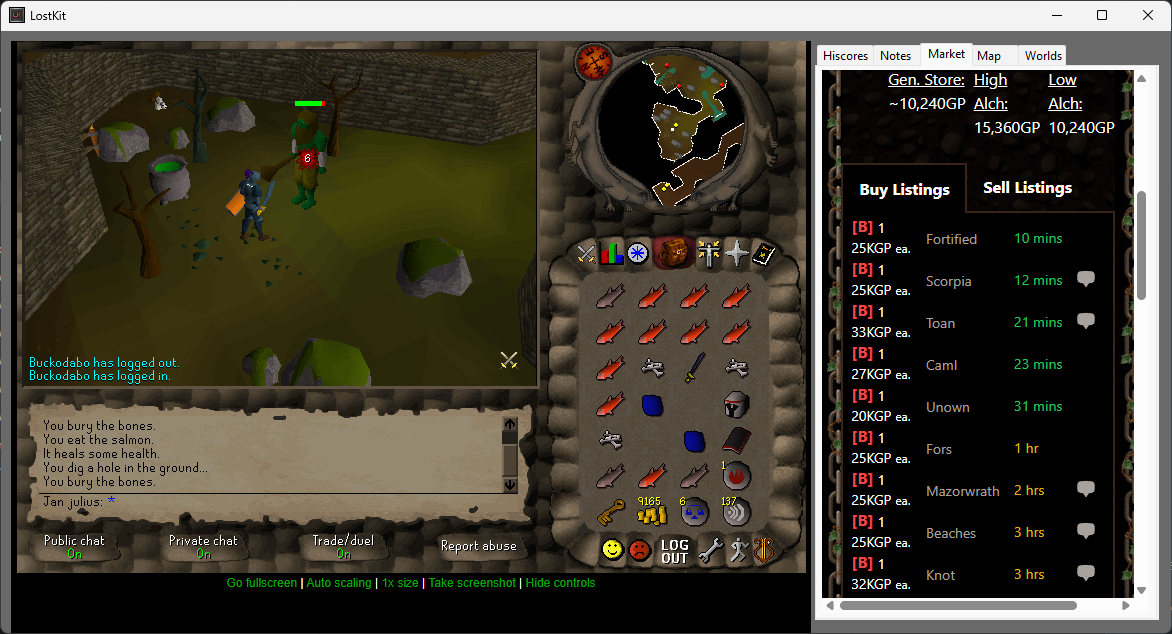 LostKit
6
Buckodabo has logged out.
Buckodabo has logged in.
You bury the bones.
You eat the salmon.
It heals some health.
You dig a hole in the ground...
You bury the bones.
Jan julius: *
Public chat
On
Private chat
On
Trade/duel
On
Report abuse
1
9165
6
137
LOG
OUT
Go fullscreen | Auto scaling | 1x size | Take screenshot | Hide controls
Hiscores Notes Market Map Worlds
Gen. Store: High Low
~10,240GP Alch: Alch:
15,360GP 10,240GP
Buy Listings Sell Listings
[B] 1
25KGP ea. Fortified 10 mins
[B] 1
25KGP ea. Scorpia 12 mins
[B] 1
33KGP ea. Toan 21 mins
[B] 1
27KGP ea. Caml 23 mins
[B] 1
20KGP ea. Unown 31 mins
[B] 1
25KGP ea. Fors 1 hr
[B] 1
25KGP ea. Mazorwrath 2 hrs
[B] 1
25KGP ea. Beaches 3 hrs
[B] 1
32KGP ea. Knot 3 hrs